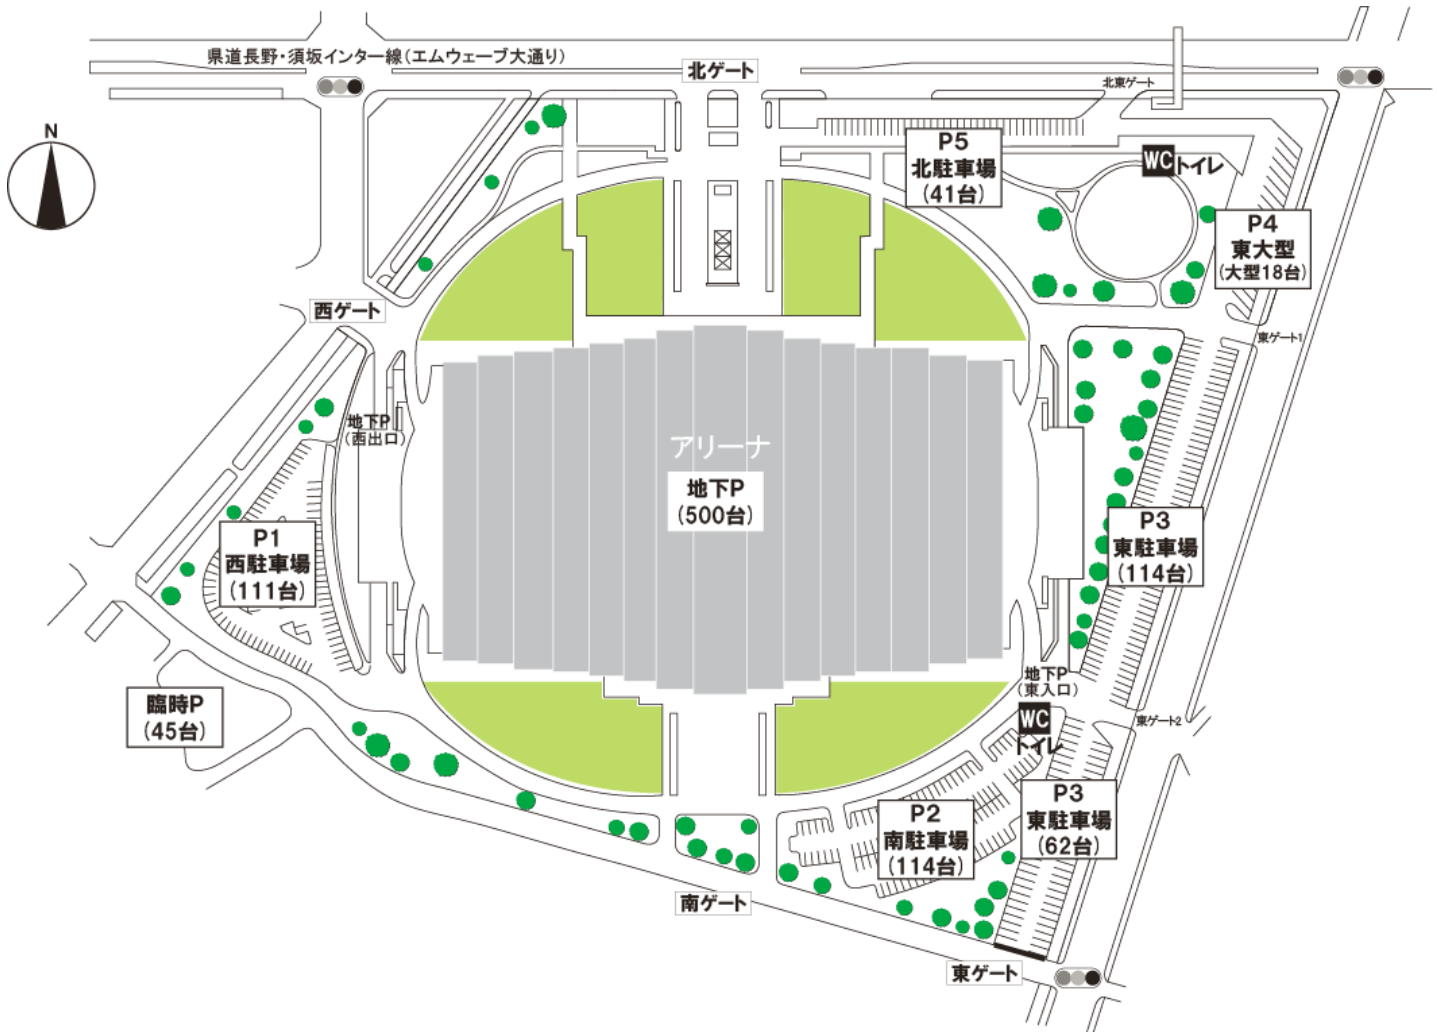 県道長野・須坂インター線(エムウェーブ大通り)
北ゲート
北東ゲート
N
P5
北駐車場
(41台)
WC
トイレ
P4
東大型
(大型18台)
西ゲート
東ゲート1
地下P
(西出口)
アリーナ
地下P
(500台)
P1
西駐車場
(111台)
P3
東駐車場
(114台)
臨時P
(45台)
地下P
(東入口)
WC
トイレ
東ゲート2
P2
南駐車場
(114台)
P3
東駐車場
(62台)
南ゲート
東ゲート